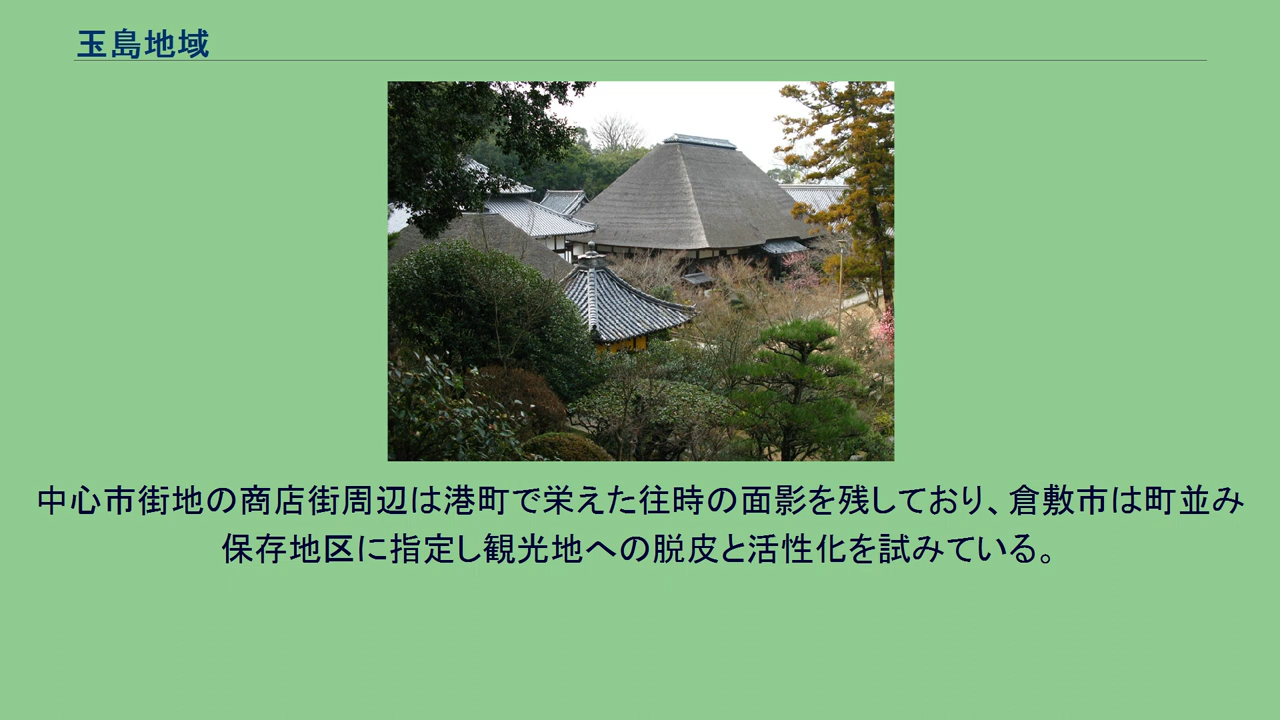 玉島地域
中心市街地の商店街周辺は港町で栄えた往時の面影を残しており、倉敷市は町並み
保存地区に指定し観光地への脱皮と活性化を試みている。